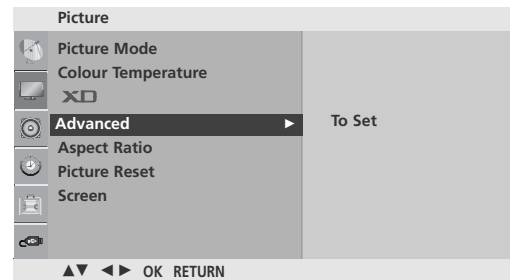 Picture
Picture Mode
Colour Temperature
XD
Advanced ► To Set
Aspect Ratio
Picture Reset
Screen
▲▼ ◄► OK RETURN